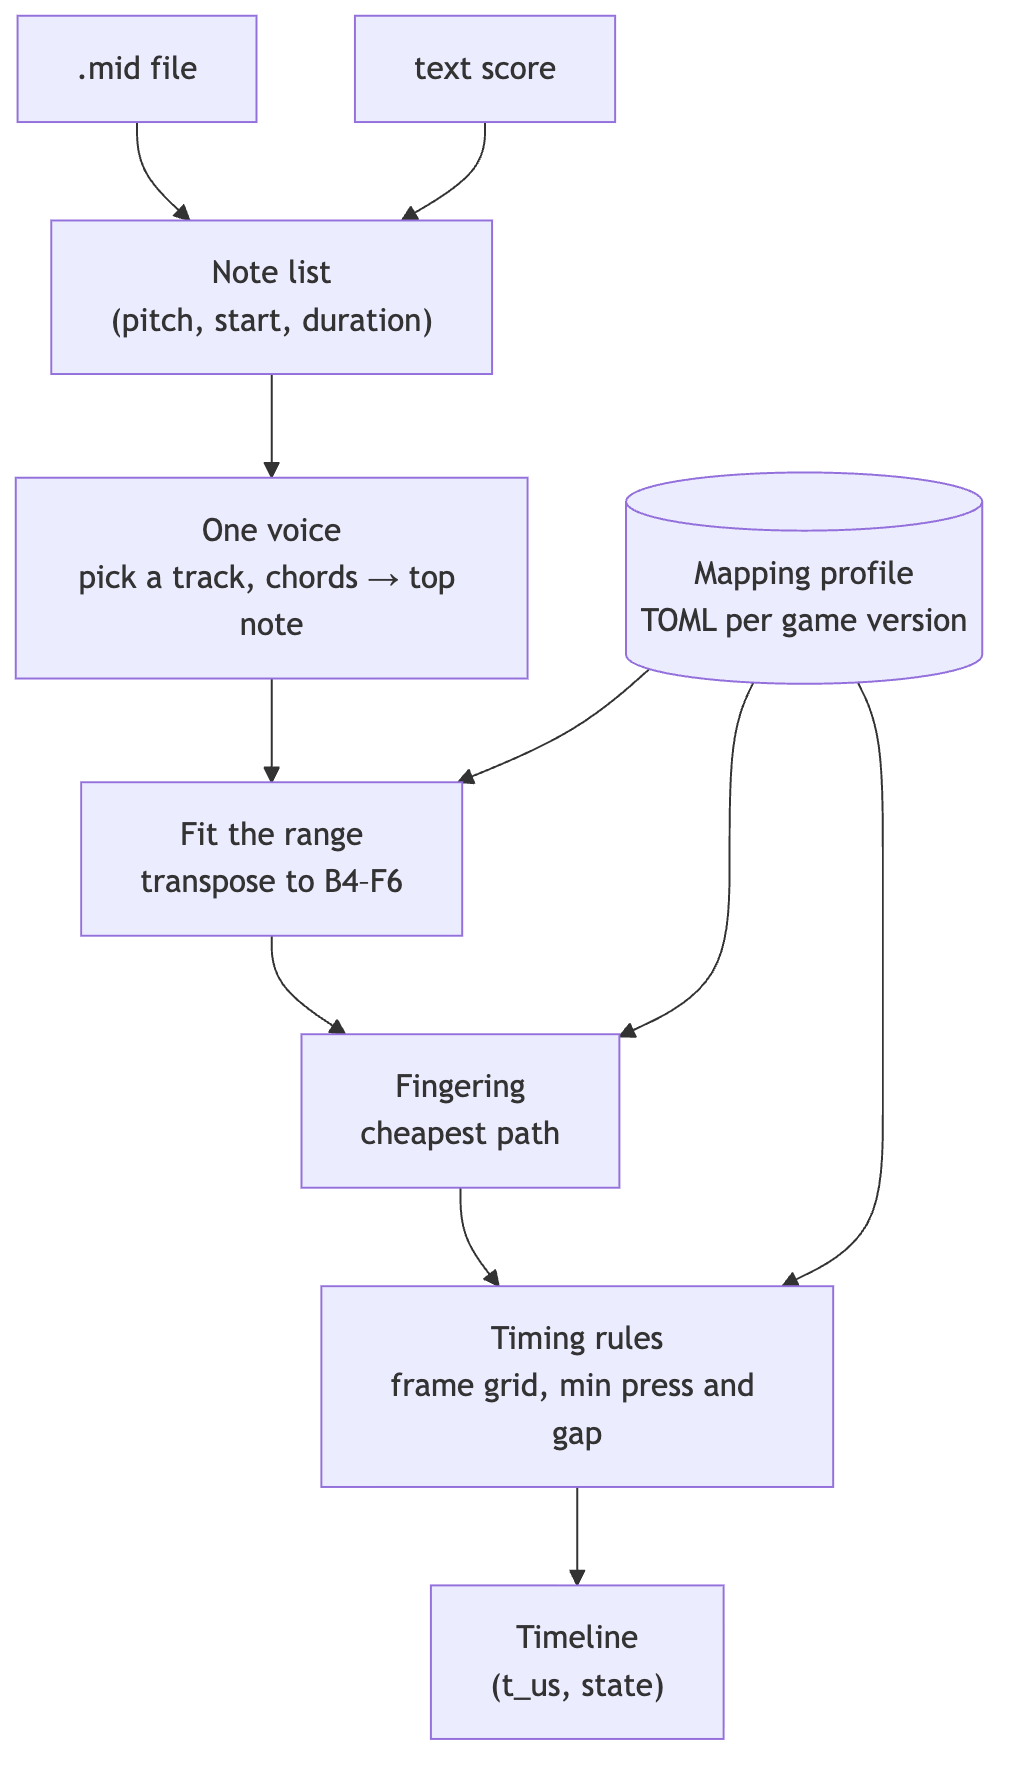 .mid file
text score
Note list
(pitch, start, duration)
One voice
pick a track, chords → top
note
Mapping profile
TOML per game version
Fit the range
transpose to B4–F6
Fingering
cheapest path
Timing rules
frame grid, min press and
gap
Timeline
(t_us, state)